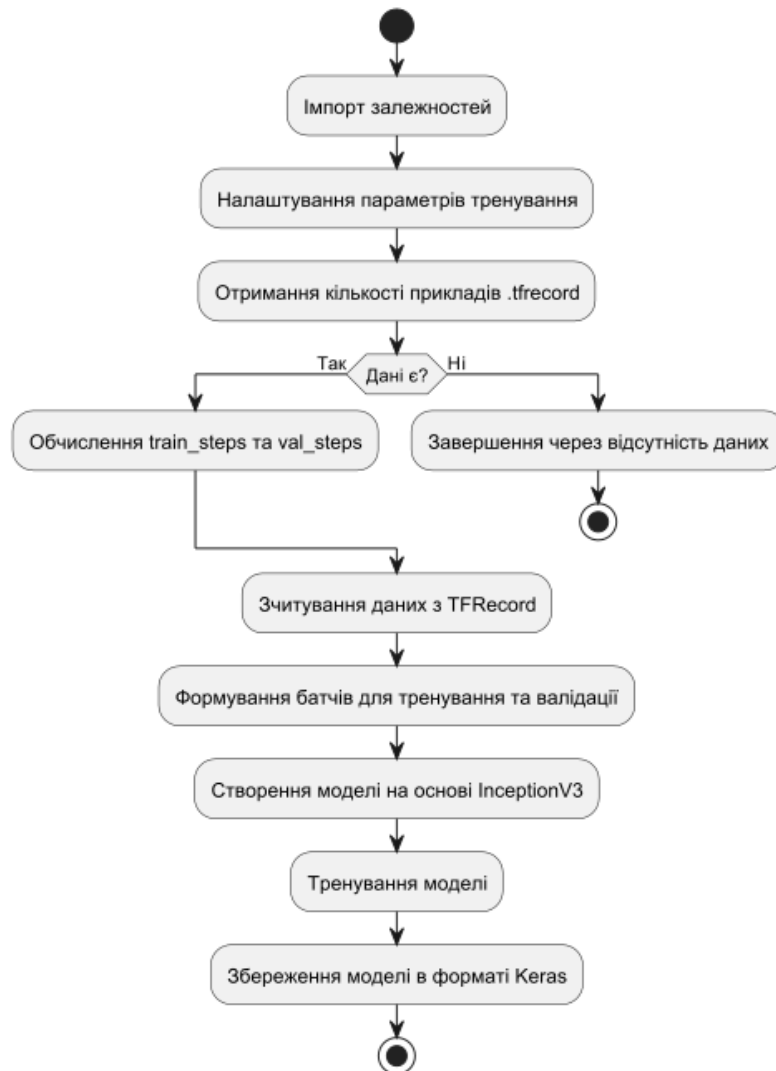 Імпорт залежностей
Налаштування параметрів тренування
Отримання кількості прикладів .tfrecord
Так
Дані є?
Ні
Обчислення train_steps та val_steps
Завершення через відсутність даних
Зчитування даних з TFRecord
Формування батчів для тренування та валідації
Створення моделі на основі InceptionV3
Тренування моделі
Збереження моделі в форматі Keras